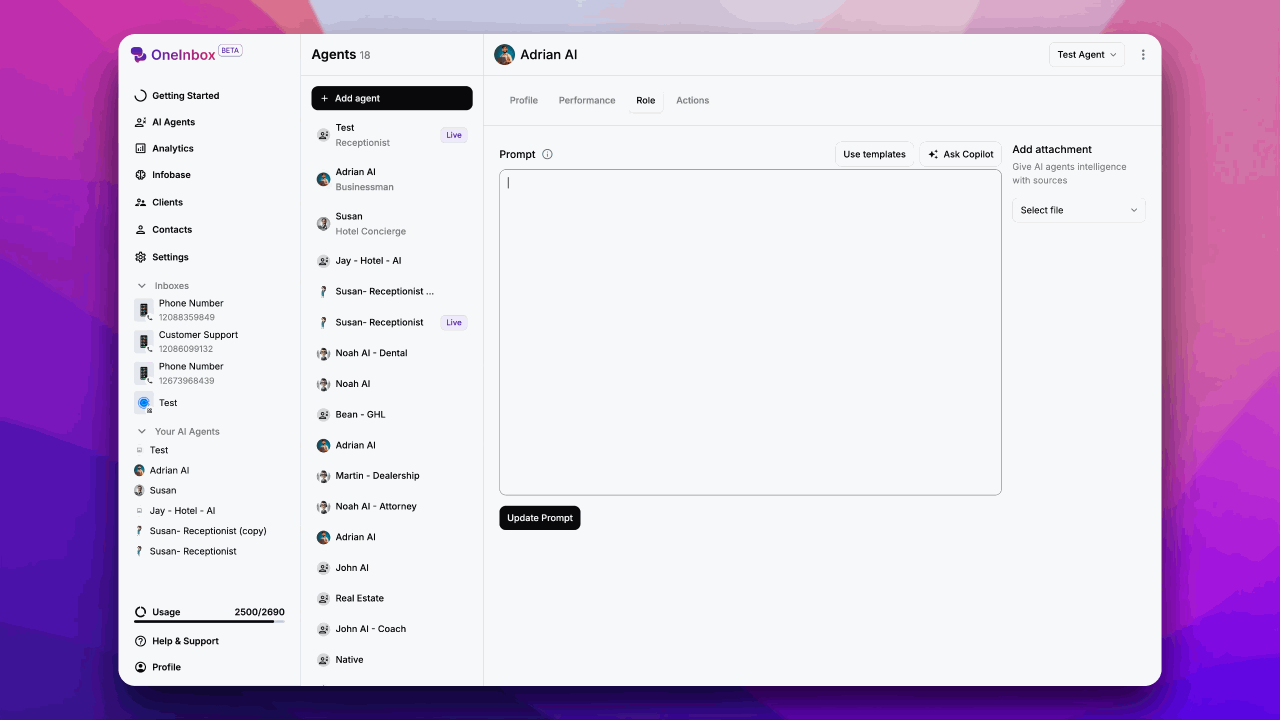 OneInbox BETA
Getting Started
AI Agents
Analytics
Infobase
Clients
Contacts
Settings
Inboxes
Phone Number
12088359849
Customer Support
12086099132
Phone Number
12673968439
Test
Your AI Agents
Test
Adrian AI
Susan
Jay - Hotel - AI
Susan- Receptionist (copy)
Susan- Receptionist
Usage 2500/2690
Help & Support
Profile
Agents 18
+ Add agent
Test
Receptionist
Live
Adrian AI
Businessman
Susan
Hotel Concierge
Jay - Hotel - AI
Susan- Receptionist ...
Susan- Receptionist Live
Noah AI - Dental
Noah AI
Bean - GHL
Adrian AI
Martin - Dealership
Noah AI - Attorney
Adrian AI
John AI
Real Estate
John AI - Coach
Native
Adrian AI
Test Agent
Profile Performance Role Actions
Prompt
Use templates
Ask Copilot
Update Prompt
Add attachment
Give AI agents intelligence
with sources
Select file